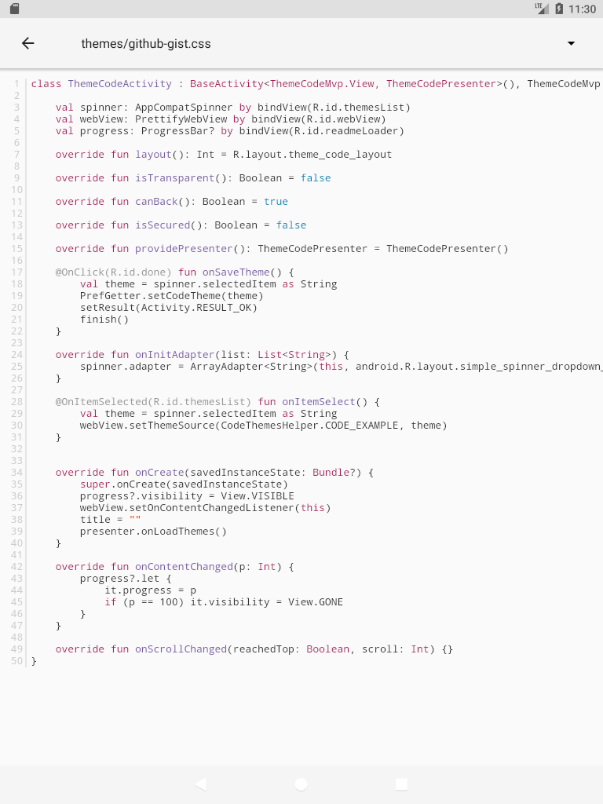 LTE 11:30
themes/github-gist.css
1 class ThemeCodeActivity : BaseActivity<ThemeCodeMvp.View, ThemeCodePresenter>(), ThemeCodeMvp
2
3     val spinner: AppCompatSpinner by bindView(R.id.themesList)
4     val webView: PrettifyWebView by bindView(R.id.webView)
5     val progress: ProgressBar? by bindView(R.id.readmeLoader)
6
7     override fun layout(): Int = R.layout.theme_code_layout
8
9     override fun isTransparent(): Boolean = false
10
11     override fun canBack(): Boolean = true
12
13     override fun isSecured(): Boolean = false
14
15     override fun providePresenter(): ThemeCodePresenter = ThemeCodePresenter()
16
17     @OnClick(R.id.done) fun onSaveTheme() {
18         val theme = spinner.selectedItem as String
19         PrefGetter.setCodeTheme(theme)
20         setResult(Activity.RESULT_OK)
21         finish()
22     }
23
24     override fun onInitAdapter(list: List<String>) {
25         spinner.adapter = ArrayAdapter<String>(this, android.R.layout.simple_spinner_dropdown_
26     }
27
28     @OnItemSelected(R.id.themesList) fun onItemSelect() {
29         val theme = spinner.selectedItem as String
30         webView.setThemeSource(CodeThemesHelper.CODE_EXAMPLE, theme)
31     }
32
33
34     override fun onCreate(savedInstanceState: Bundle?) {
35         super.onCreate(savedInstanceState)
36         progress?.visibility = View.VISIBLE
37         webView.setOnContentChangedListener(this)
38         title = ""
39         presenter.onLoadThemes()
40     }
41
42     override fun onContentChanged(p: Int) {
43         progress?.let {
44             it.progress = p
45             if (p == 100) it.visibility = View.GONE
46         }
47     }
48
49     override fun onScrollChanged(reachedTop: Boolean, scroll: Int) {}
50 }